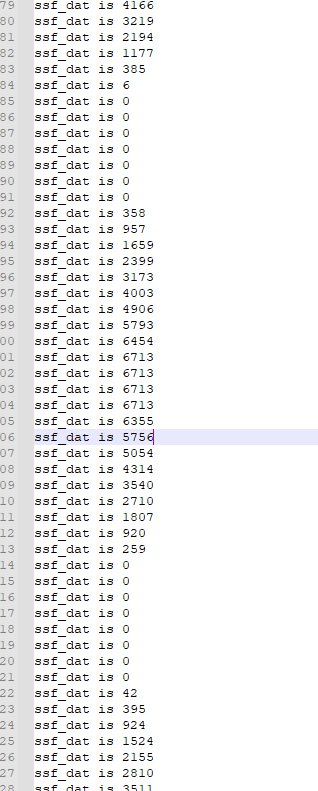 79 ssf_dat is 4166
80 ssf_dat is 3219
81 ssf_dat is 2194
82 ssf_dat is 1177
83 ssf_dat is 385
84 ssf_dat is 6
85 ssf_dat is 0
86 ssf_dat is 0
87 ssf_dat is 0
88 ssf_dat is 0
89 ssf_dat is 0
90 ssf_dat is 0
91 ssf_dat is 0
92 ssf_dat is 358
93 ssf_dat is 957
94 ssf_dat is 1659
95 ssf_dat is 2399
96 ssf_dat is 3173
97 ssf_dat is 4003
98 ssf_dat is 4906
99 ssf_dat is 5793
00 ssf_dat is 6454
01 ssf_dat is 6713
02 ssf_dat is 6713
03 ssf_dat is 6713
04 ssf_dat is 6713
05 ssf_dat is 6355
06 ssf_dat is 5756
07 ssf_dat is 5054
08 ssf_dat is 4314
09 ssf_dat is 3540
10 ssf_dat is 2710
11 ssf_dat is 1807
12 ssf_dat is 920
13 ssf_dat is 259
14 ssf_dat is 0
15 ssf_dat is 0
16 ssf_dat is 0
17 ssf_dat is 0
18 ssf_dat is 0
19 ssf_dat is 0
20 ssf_dat is 0
21 ssf_dat is 0
22 ssf_dat is 42
23 ssf_dat is 395
24 ssf_dat is 924
25 ssf_dat is 1524
26 ssf_dat is 2155
27 ssf_dat is 2810
28 ssf_dat is 3511